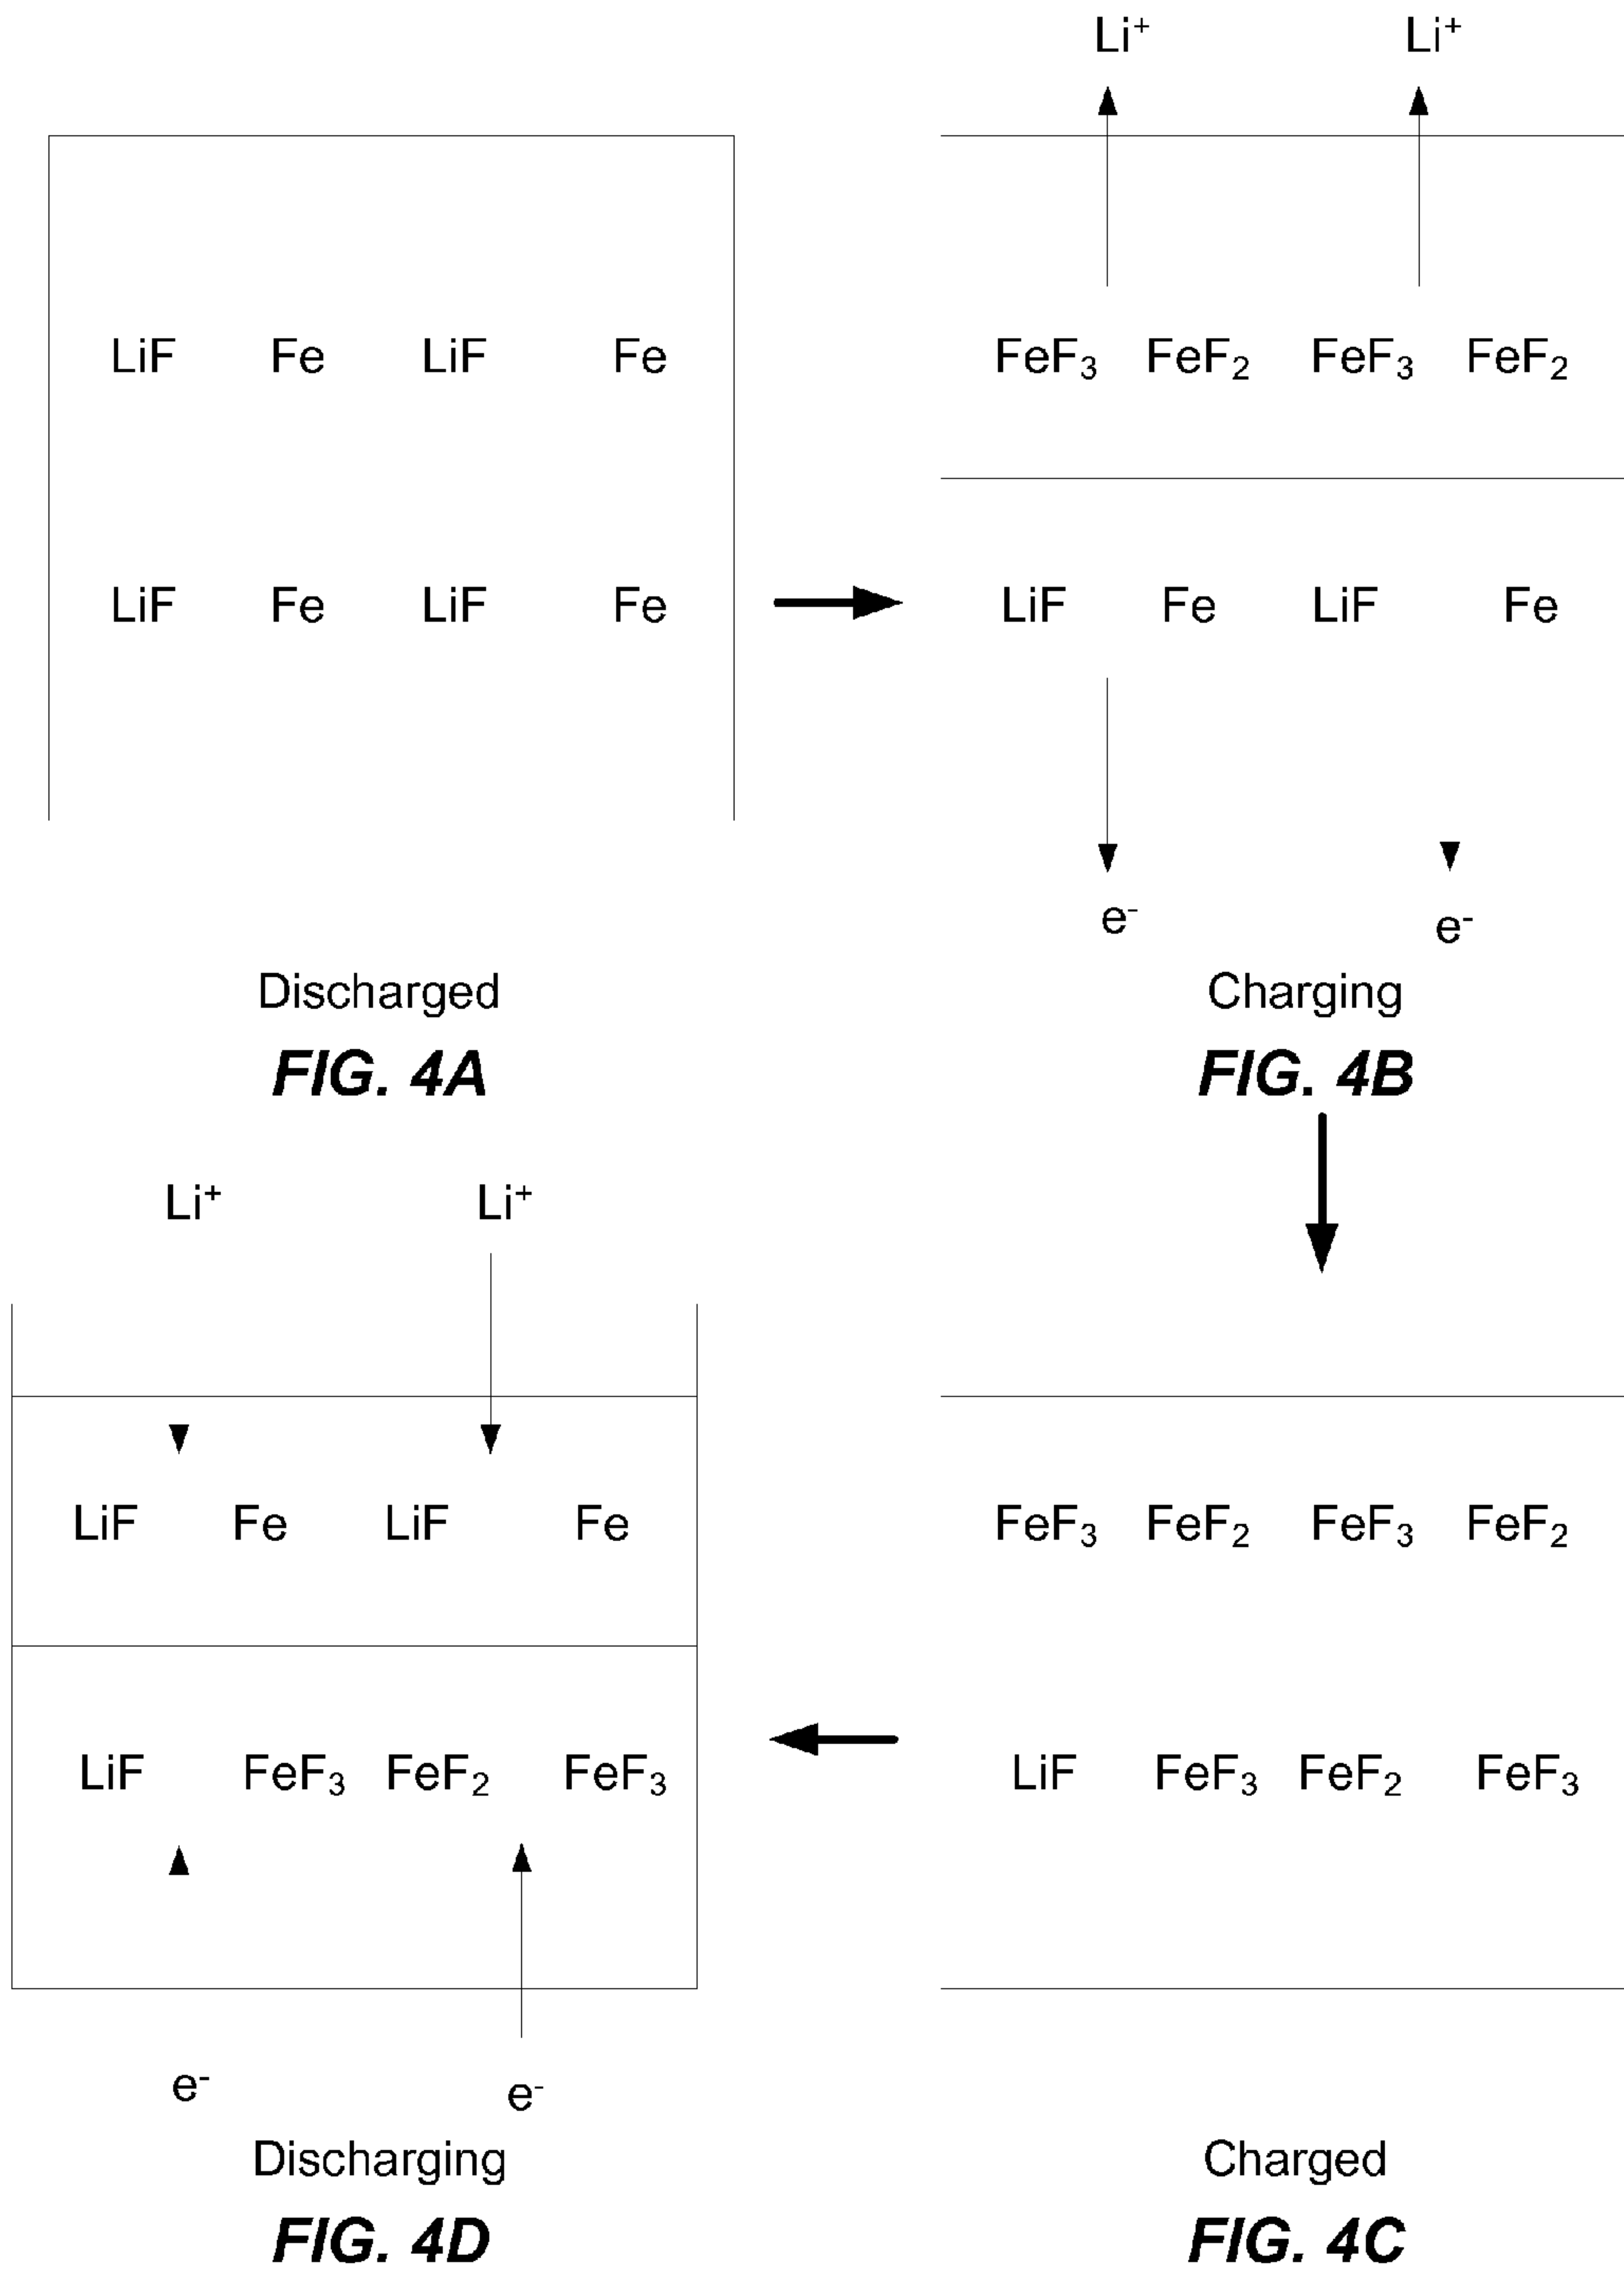 Li⁺ Li⁺
LiF Fe LiF Fe
FeF₃ FeF₂ FeF₃ FeF₂
LiF Fe LiF Fe
LiF Fe LiF Fe
e⁻ e⁻
Discharged
FIG. 4A
Charging
FIG. 4B
Li⁺ Li⁺
LiF Fe LiF Fe
FeF₃ FeF₂ FeF₃ FeF₂
LiF FeF₃ FeF₂ FeF₃
LiF FeF₃ FeF₂ FeF₃
e⁻ e⁻
Discharging
FIG. 4D
Charged
FIG. 4C